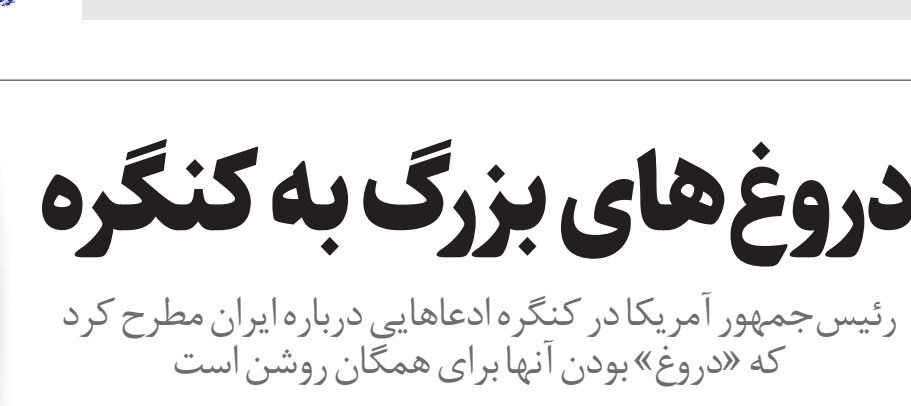 دروغ‌های بزرگ به کنگره
رئیس‌جمهور آمریکا در کنگره ادعاهایی درباره ایران مطرح کرد
که «دروغ» بودن آنها برای همگان روشن است